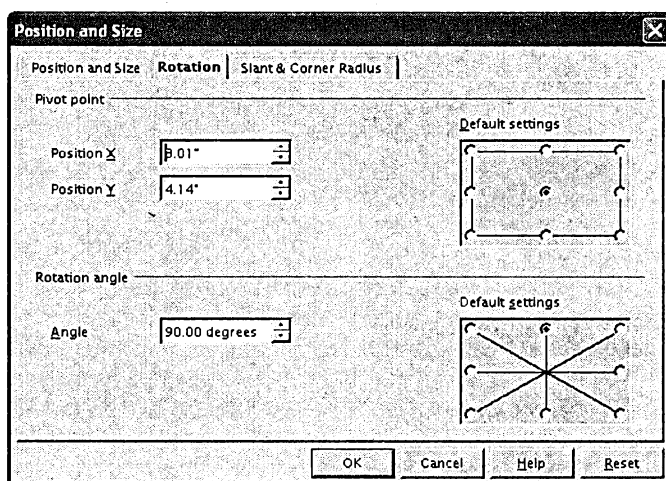 Position and Size
Position and Size Rotation Slant & Corner Radius
Pivot point
Default settings
Position X
Position Y 4.14"
Rotation angle
Default settings
Angle 90.00 degrees
OK Cancel Help Reset